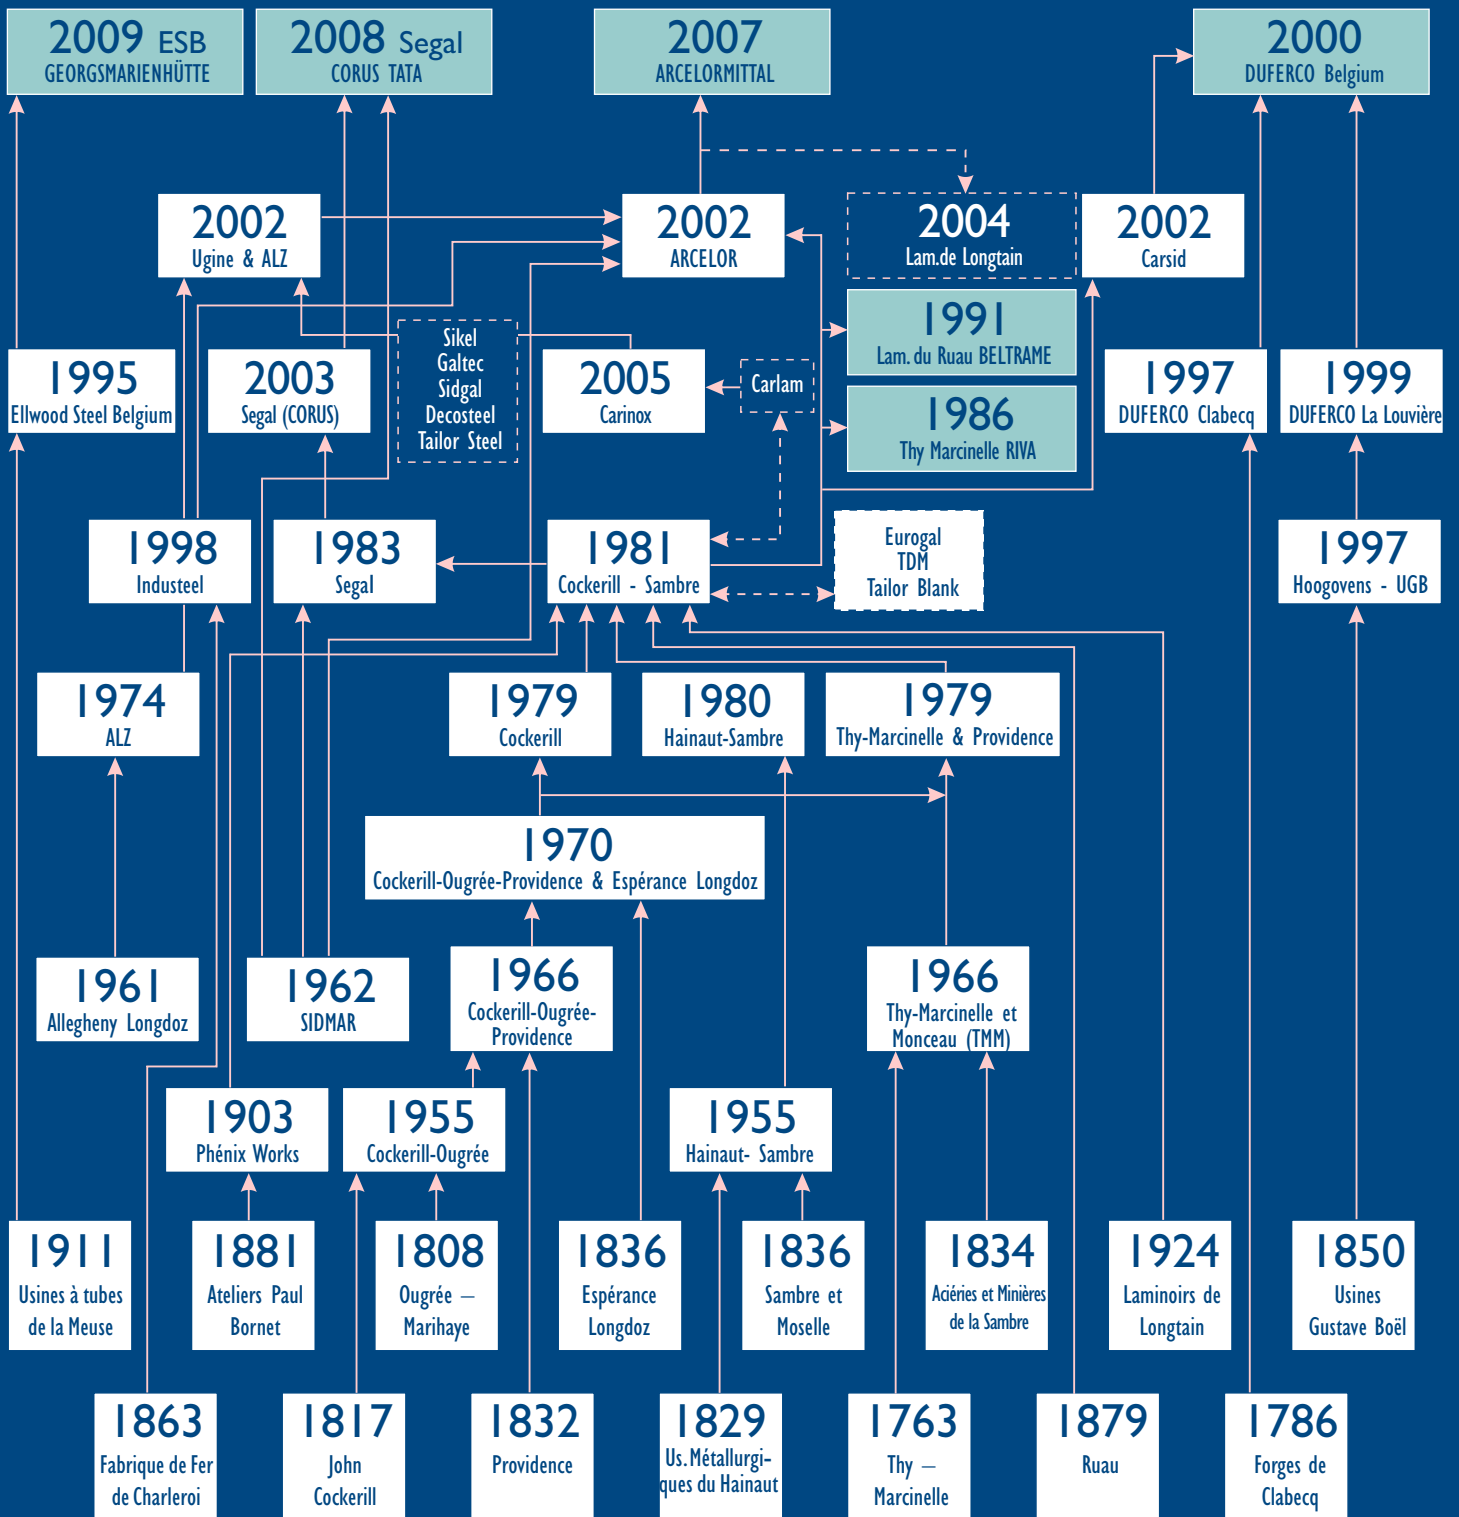 2009 ESB
GEORGSMARIENHÜTTE
2008 Segal
CORUS TATA
2007
ARCELORMITTAL
2000
DUFERCO Belgium
2002
Ugine & ALZ
2002
ARCELOR
2004
Lam.de Longtain
2002
Carsid
1991
Lam. du Ruau BELTRAME
1995
Ellwood Steel Belgium
2003
Segal (CORUS)
Sikel
Galtec
Sidgal
Decosteel
Tailor Steel
2005
Carinox
Carlam
1986
Thy Marcinelle RIVA
1997
DUFERCO Clabecq
1999
DUFERCO La Louvière
1998
Industeel
1983
Segal
1981
Cockerill - Sambre
Eurogal
TDM
Tailor Blank
1997
Hoogovens - UGB
1974
ALZ
1979
Cockerill
1980
Hainaut-Sambre
1979
Thy-Marcinelle & Providence
1970
Cockerill-Ougrée-Providence & Espérance Longdoz
1961
Allegheny Longdoz
1962
SIDMAR
1966
Cockerill-Ougrée-
Providence
1966
Thy-Marcinelle et
Monceau (TMM)
1903
Phénix Works
1955
Cockerill-Ougrée
1955
Hainaut- Sambre
1911
Usines à tubes
de la Meuse
1881
Ateliers Paul
Bornet
1808
Ougrée –
Marihaye
1836
Espérance
Longdoz
1836
Sambre et
Moselle
1834
Aciéries et Minières
de la Sambre
1924
Laminoirs de
Longtain
1850
Usines
Gustave Boël
1863
Fabrique de Fer
de Charleroi
1817
John
Cockerill
1832
Providence
1829
Us.Métallurgi-
ques du Hainaut
1763
Thy –
Marcinelle
1879
Ruau
1786
Forges de
Clabecq